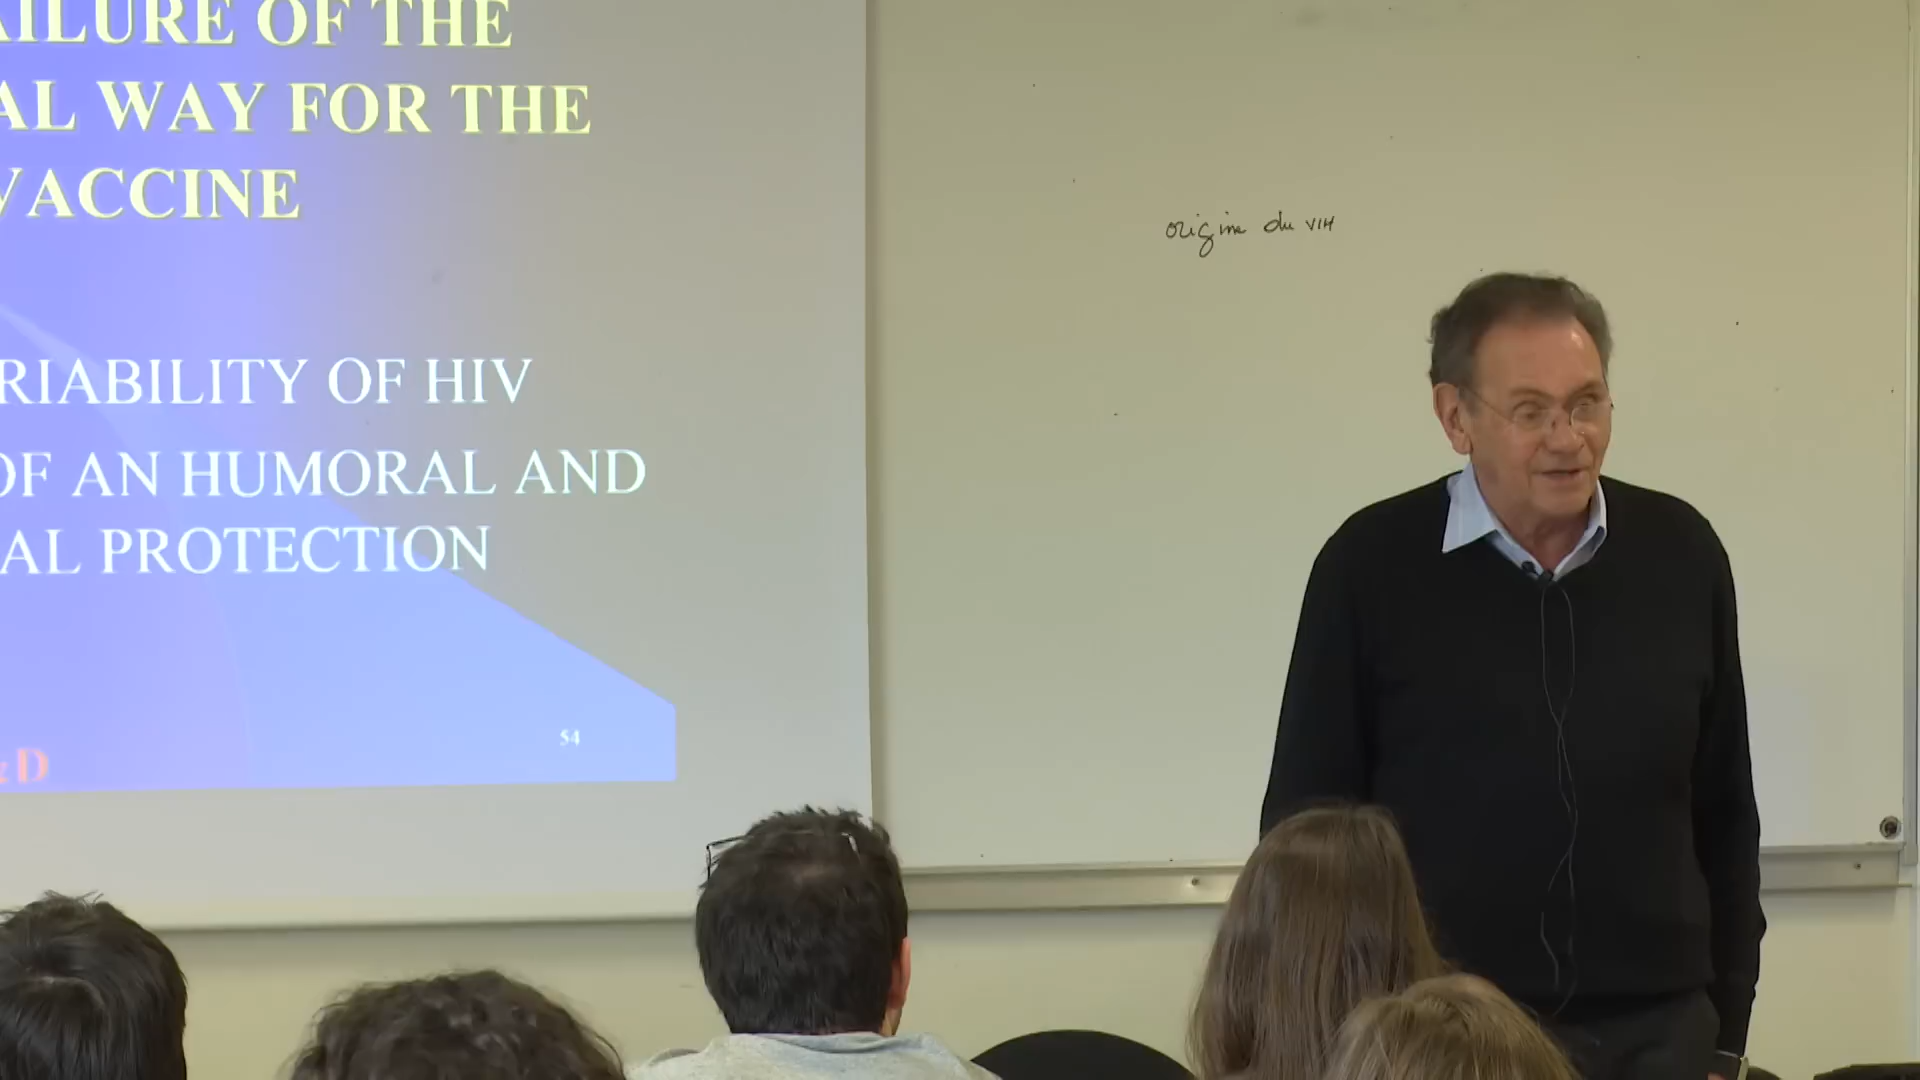 AILURE OF THE
AL WAY FOR THE
VACCINE
RIABILITY OF HIV
OF AN HUMORAL AND
AL PROTECTION
54
&D
origine du VIH